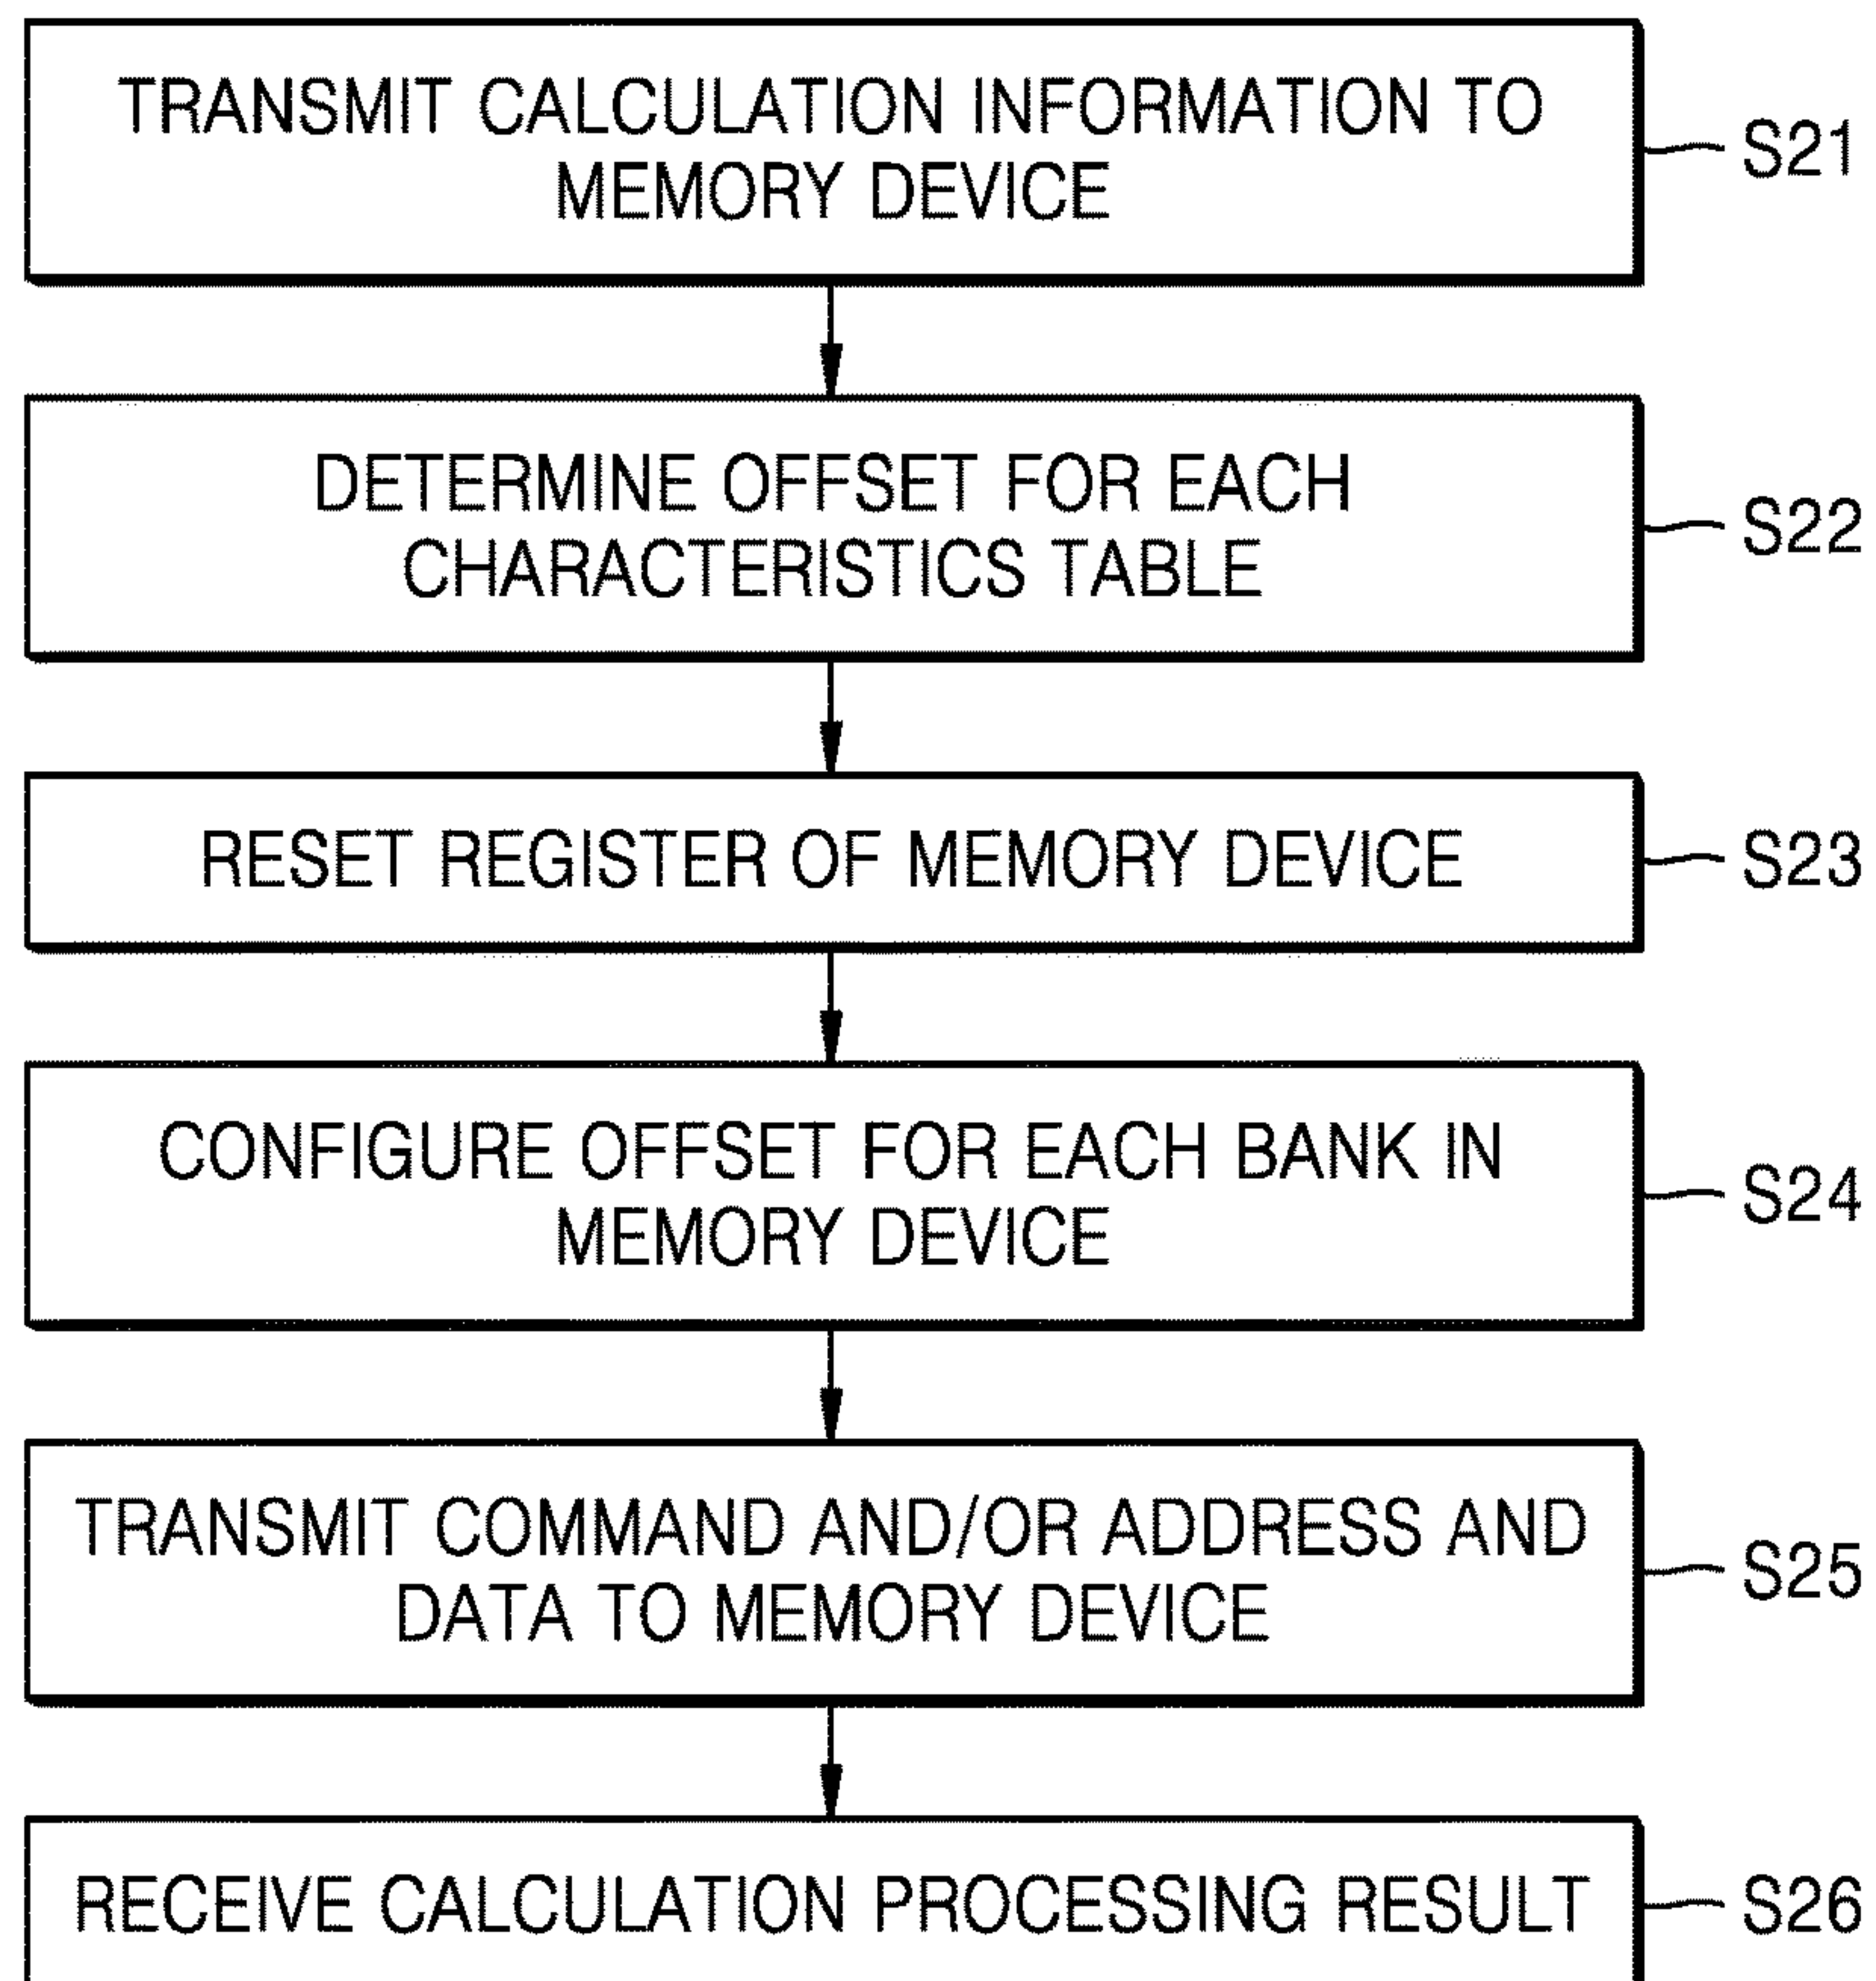 TRANSMIT CALCULATION INFORMATION TO
MEMORY DEVICE
S21
DETERMINE OFFSET FOR EACH
CHARACTERISTICS TABLE
S22
RESET REGISTER OF MEMORY DEVICE
S23
CONFIGURE OFFSET FOR EACH BANK IN
MEMORY DEVICE
S24
TRANSMIT COMMAND AND/OR ADDRESS AND
DATA TO MEMORY DEVICE
S25
RECEIVE CALCULATION PROCESSING RESULT
S26